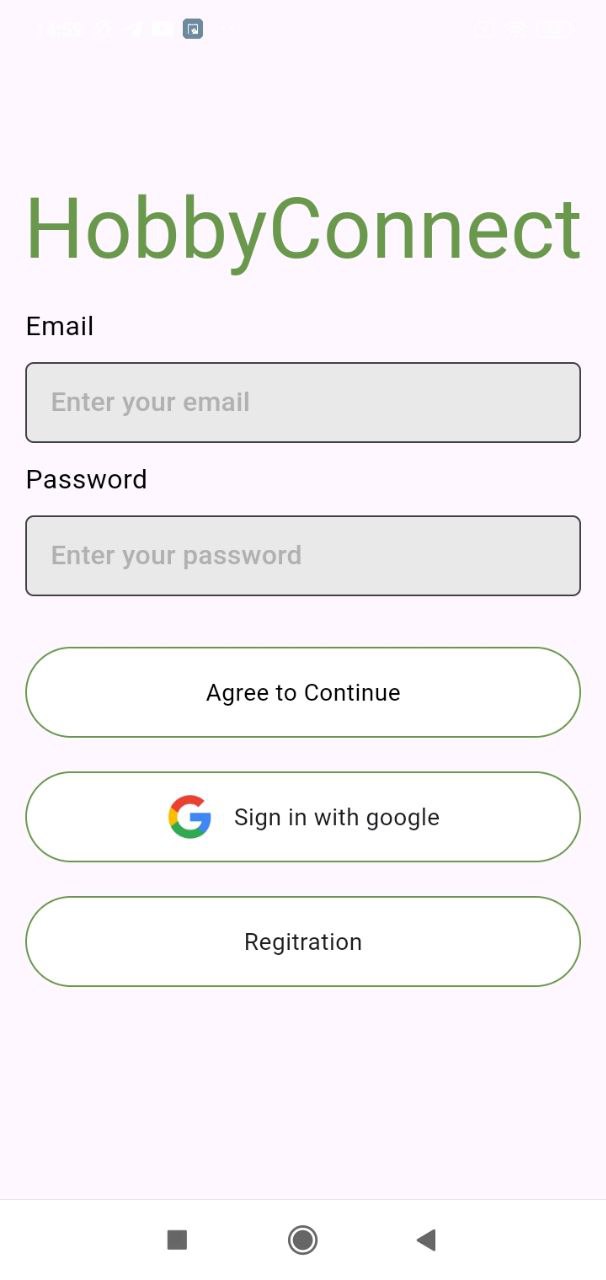 HobbyConnect
Email
Enter your email
Password
Enter your password
Agree to Continue
Sign in with google
Regitration